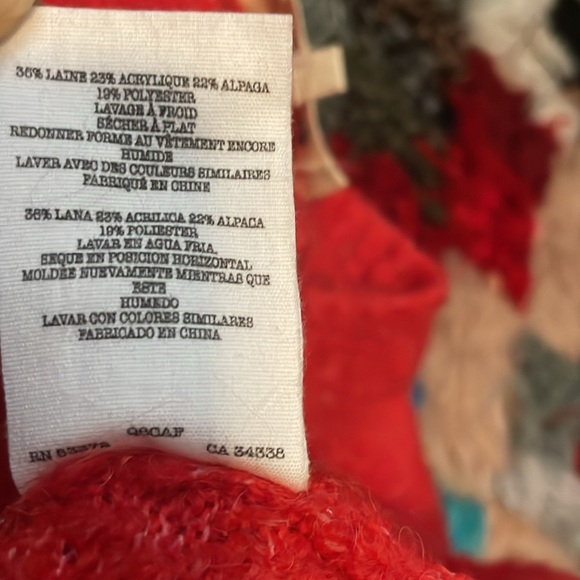 36% LAINE 23% ACRYLIQUE 22% ALPAGA
19% POLYESTER
LAVAGE À FROID
SÉCHER À PLAT
REDONNER FORME AU VÊTEMENT ENCORE
HUMIDE
LAVER AVEC DES COULEURS SIMILAIRES
FABRIQUÉ EN CHINE
36% LANA 23% ACRILICA 22% ALPACA
19% POLIESTER
LAVAR EN AGUA FRIA.
SEQUE EN POSICION HORIZONTAL
MOLDEE NUEVAMENTE MIENTRAS QUE
ESTE
HUMEDO
LAVAR CON COLORES SIMILARES
FABRICADO EN CHINA
RN CA 34338